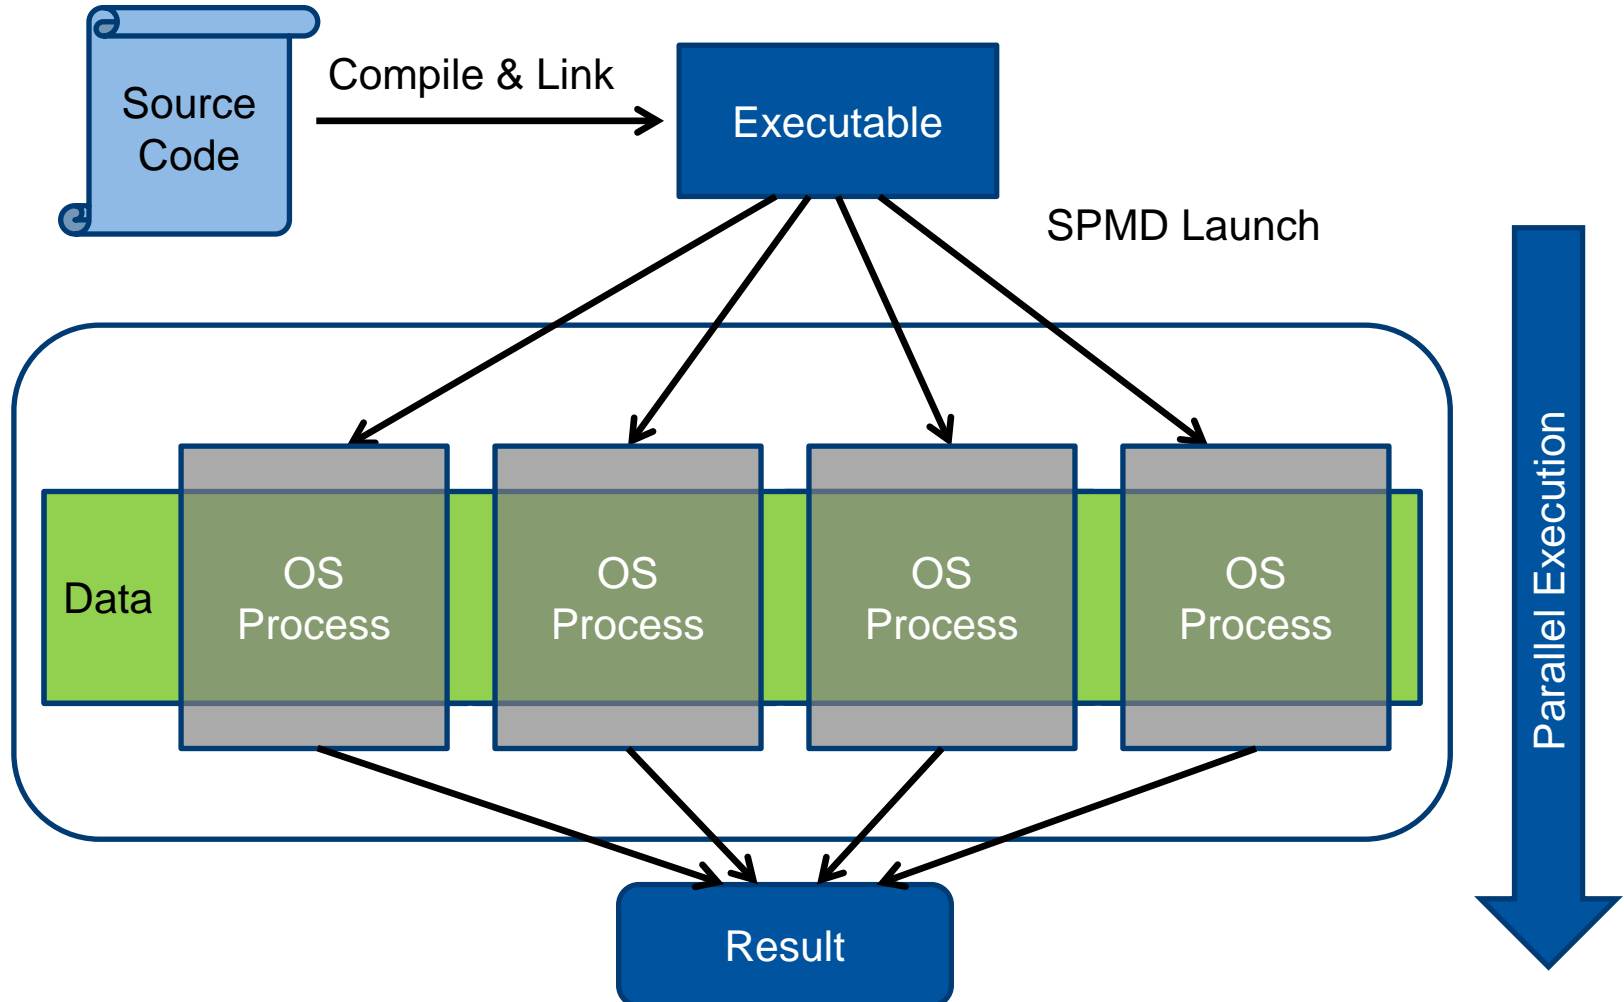 Source
Code
Compile & Link
Executable
SPMD Launch
Data
OS
Process
OS
Process
OS
Process
OS
Process
Parallel Execution
Result